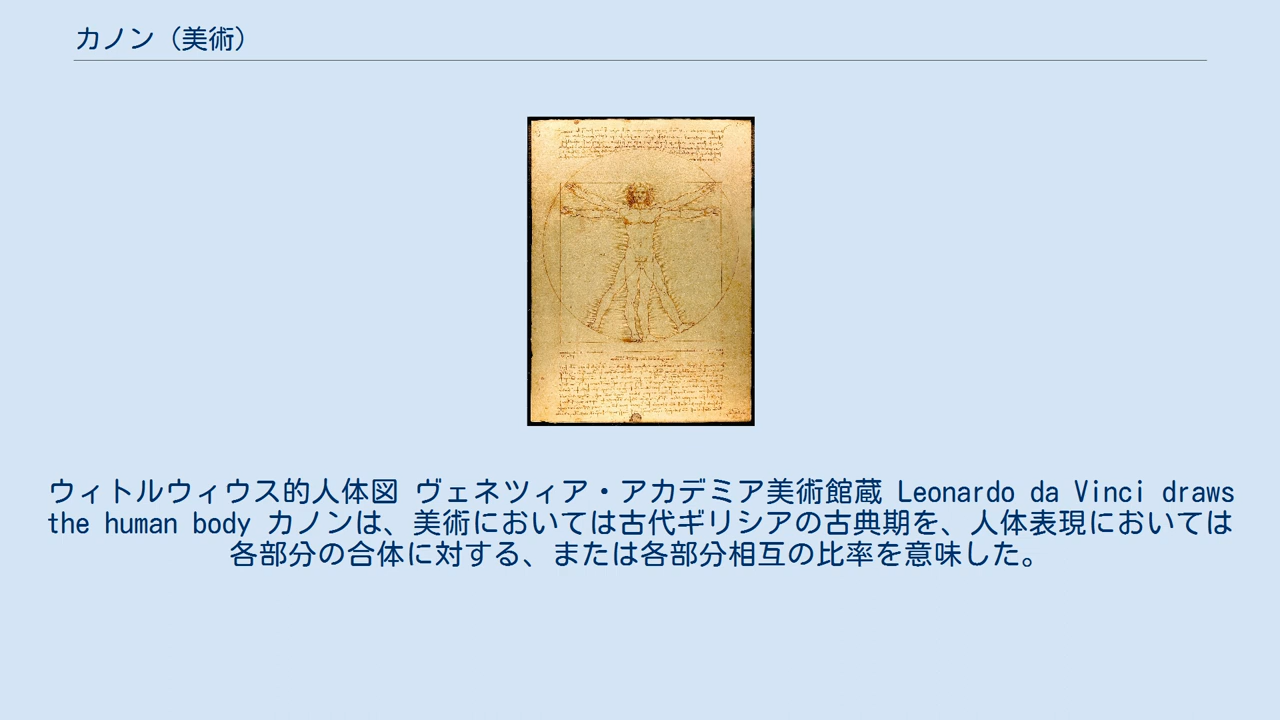 カノン（美術）
ウィトルウィウス的人体図 ヴェネツィア・アカデミア美術館蔵 Leonardo da Vinci draws
the human body カノンは、美術においては古代ギリシアの古典期を、人体表現においては
各部分の合体に対する、または各部分相互の比率を意味した。